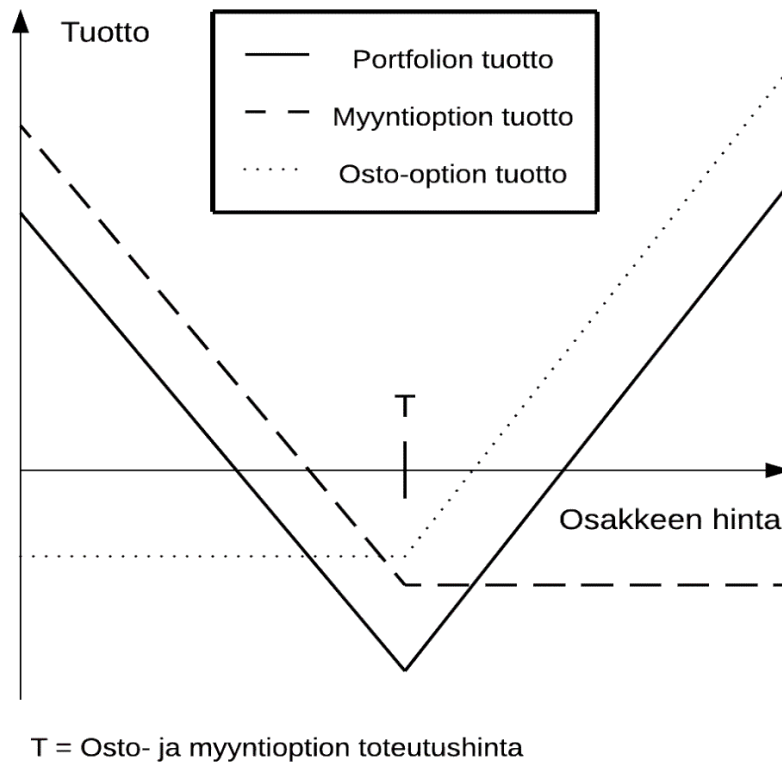 Tuotto
Portfolion tuotto
Myyntioption tuotto
Osto-option tuotto
T
Osakkeen hinta
T = Osto- ja myyntioption toteutushinta